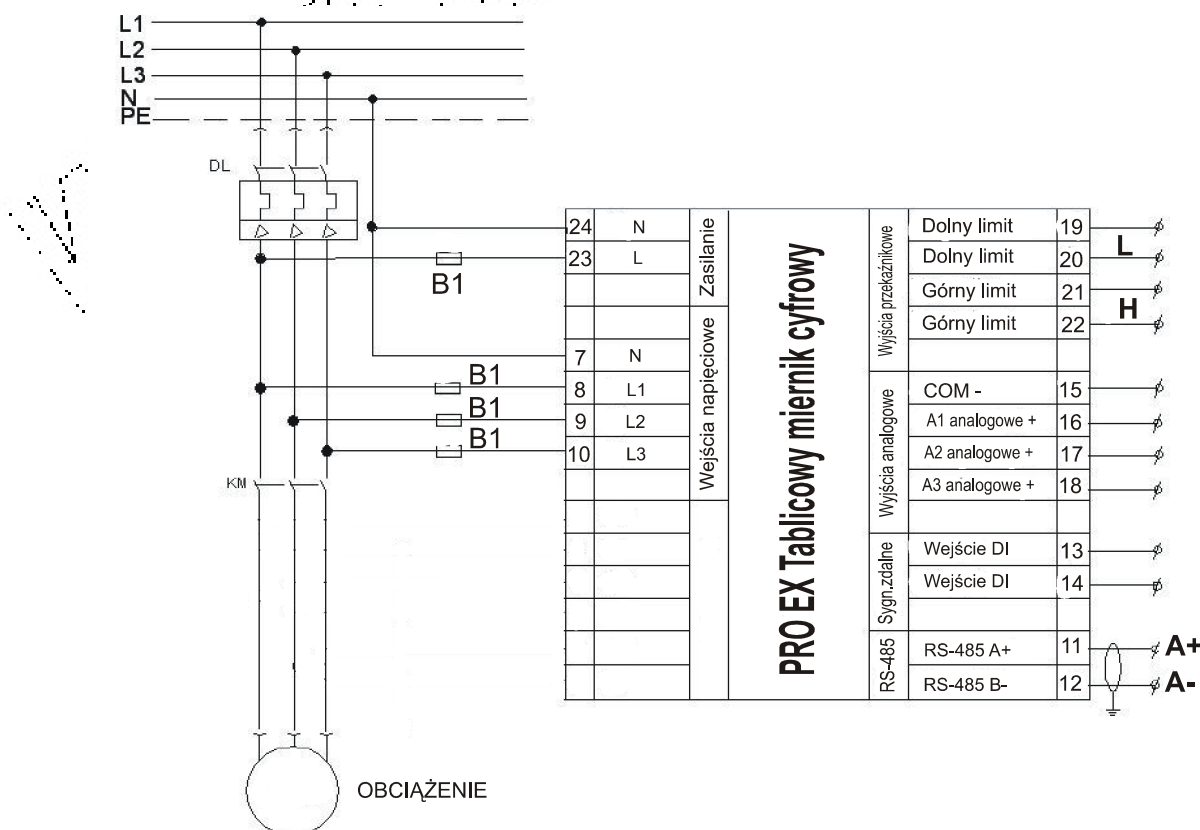 L1
L2
L3
N
PE
DL
B1
B1
B1
B1
KM
OBCIĄŻENIE
24 N
23 L
7 N
8 L1
9 L2
10 L3
Zasilanie
Wejścia napięciowe
PRO EX Tablicowy miernik cyfrowy
Wyjścia przekaźnikowe
Dolny limit 19
Dolny limit 20
L
Górny limit 21
Górny limit 22
H
Wyjścia analogowe
COM - 15
A1 analogowe + 16
A2 analogowe + 17
A3 analogowe + 18
Sygn.zdalne
Wejście DI 13
Wejście DI 14
RS-485
RS-485 A+ 11 A+
RS-485 B- 12 A-